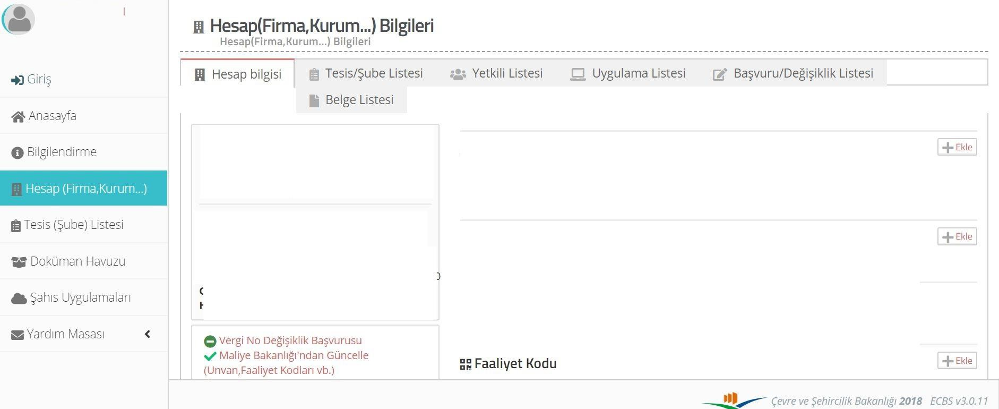 Hesap(Firma,Kurum...) Bilgileri
Hesap(Firma,Kurum...) Bilgileri
Giriş
Anasayfa
Bilgilendirme
Hesap (Firma,Kurum...)
Tesis (Şube) Listesi
Doküman Havuzu
Şahıs Uygulamaları
Yardım Masası
Hesap bilgisi
Tesis/Şube Listesi
Yetkili Listesi
Uygulama Listesi
Başvuru/Değişiklik Listesi
Belge Listesi
Ekle
Ekle
Vergi No Değişiklik Başvurusu
Maliye Bakanlığı'ndan Güncelle
(Unvan,Faaliyet Kodları vb.)
Faaliyet Kodu
Ekle
Çevre ve Şehircilik Bakanlığı 2018 ECBS v3.0.11